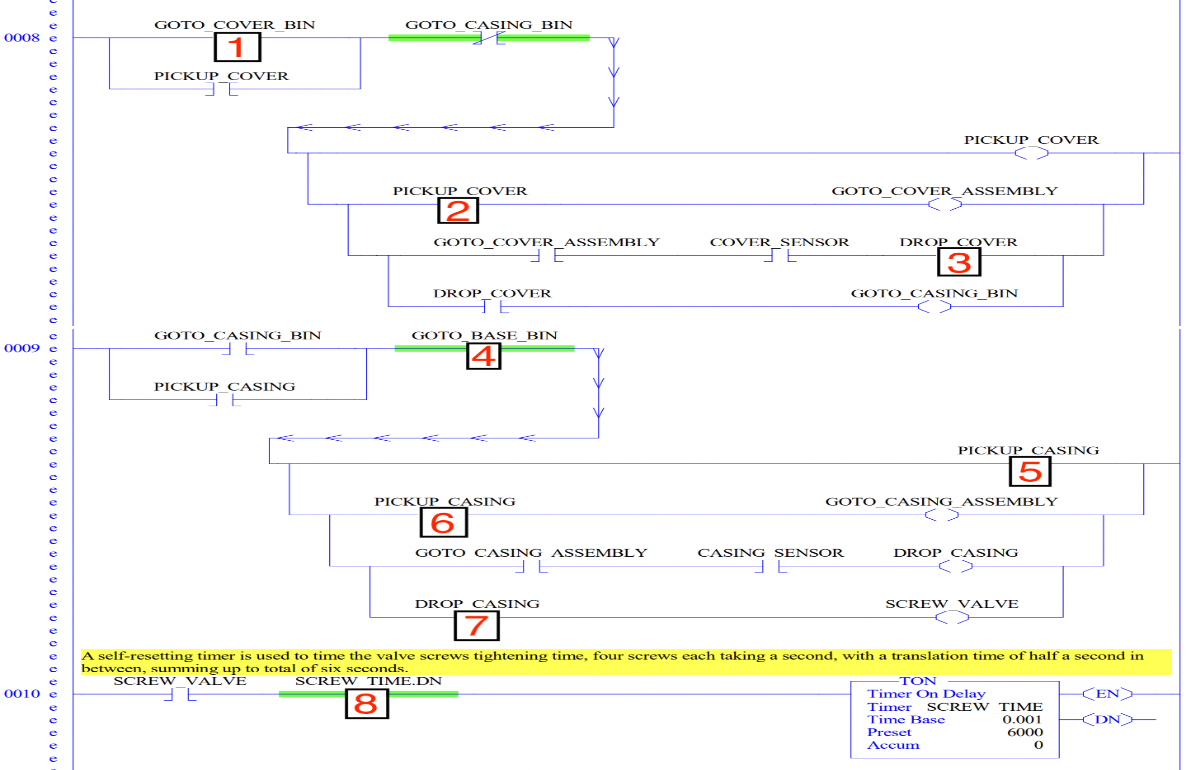 GOTO_COVER_BIN GOTO_CASING_BIN
0008 e
1
PICKUP_COVER
PICKUP_COVER
PICKUP_COVER GOTO_COVER_ASSEMBLY
2
GOTO_COVER_ASSEMBLY COVER_SENSOR DROP_COVER
3
DROP_COVER GOTO_CASING_BIN
GOTO_CASING_BIN GOTO_BASE_BIN
0009 e
4
PICKUP_CASING
PICKUP_CASING
5
PICKUP_CASING GOTO_CASING_ASSEMBLY
6
GOTO_CASING_ASSEMBLY CASING_SENSOR DROP_CASING
DROP_CASING SCREW_VALVE
7
A self-resetting timer is used to time the valve screws tightening time, four screws each taking a second, with a translation time of half a second in
between, summing up to total of six seconds.
SCREW_VALVE SCREW_TIME.DN
0010 e
8
TON
Timer On Delay
Timer SCREW_TIME
Time Base 0.001
Preset 6000
Accum 0
EN
DN